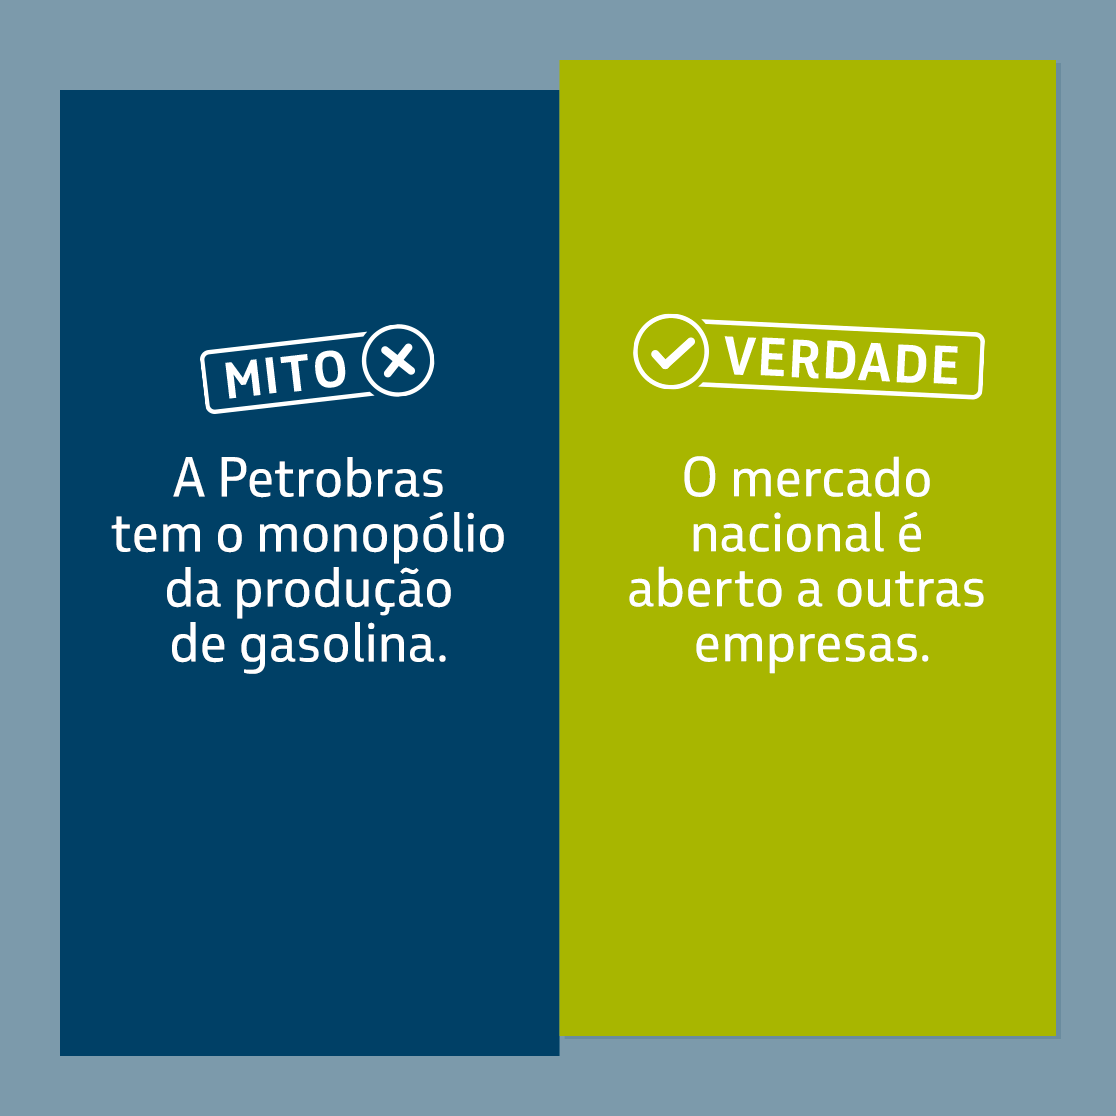 MITO
A Petrobras
tem o monopólio
da produção
de gasolina.
VERDADE
O mercado
nacional é
aberto a outras
empresas.